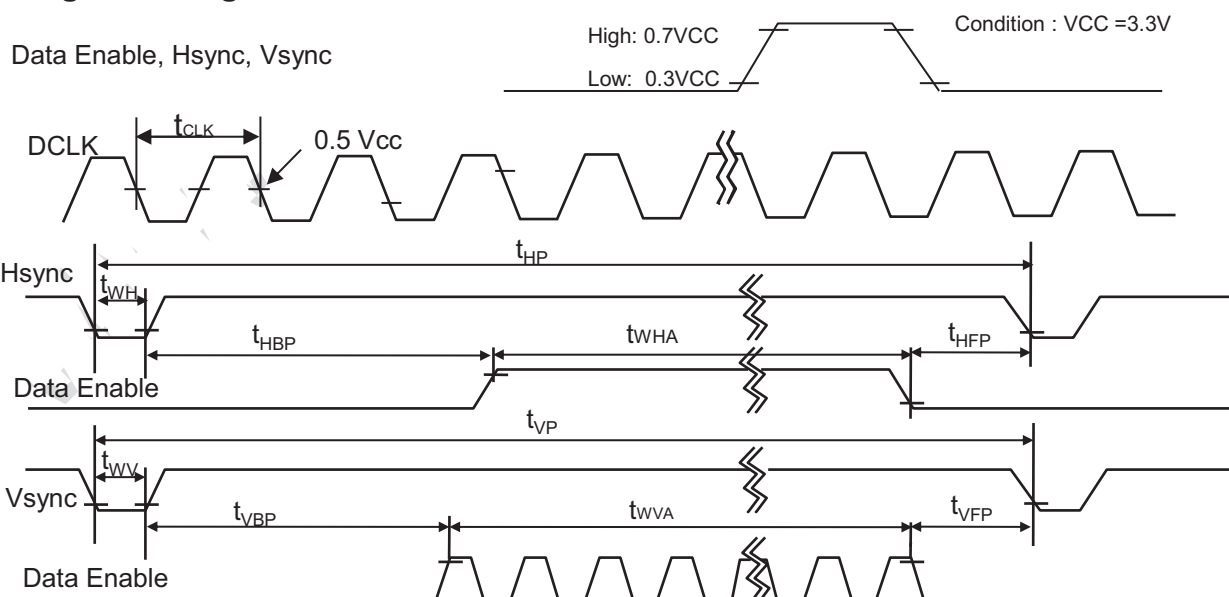 High: 0.7VCC
Condition : VCC =3.3V
Data Enable, Hsync, Vsync
Low: 0.3VCC
DCLK
tCLK
0.5 Vcc
tHP
Hsync
tWH
tHBP
tWHA
tHFP
Data Enable
tVP
tWV
Vsync
tVBP
tWVA
tVFP
Data Enable